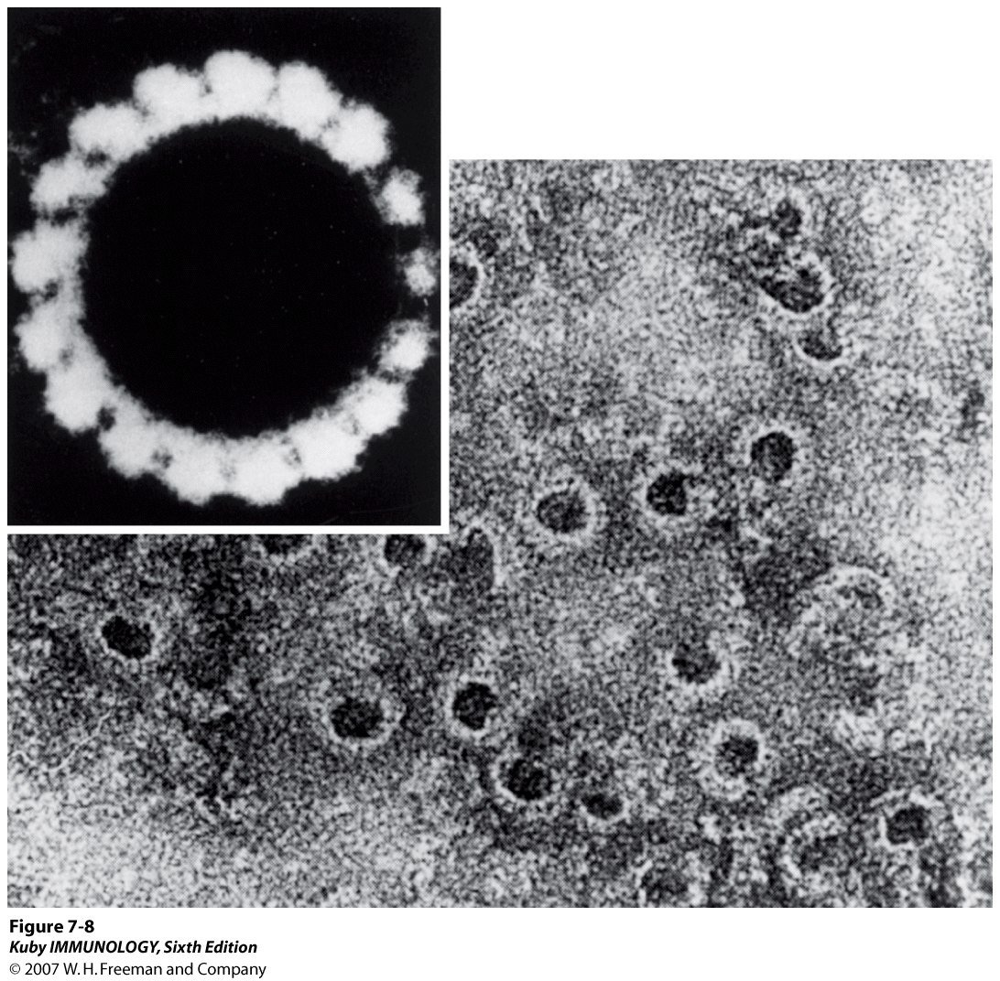 Figure 7-8
Kuby IMMUNOLOGY, Sixth Edition
© 2007 W. H. Freeman and Company